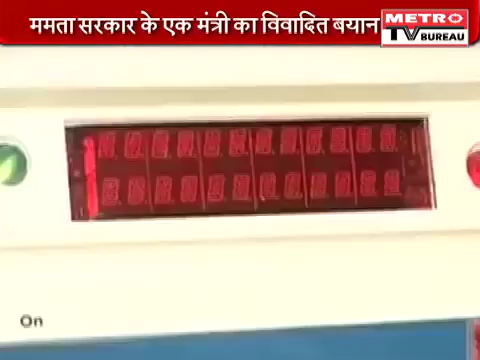 ममता सरकार के एक मंत्री का विवादित बयान
METRO
TV BUREAU
On